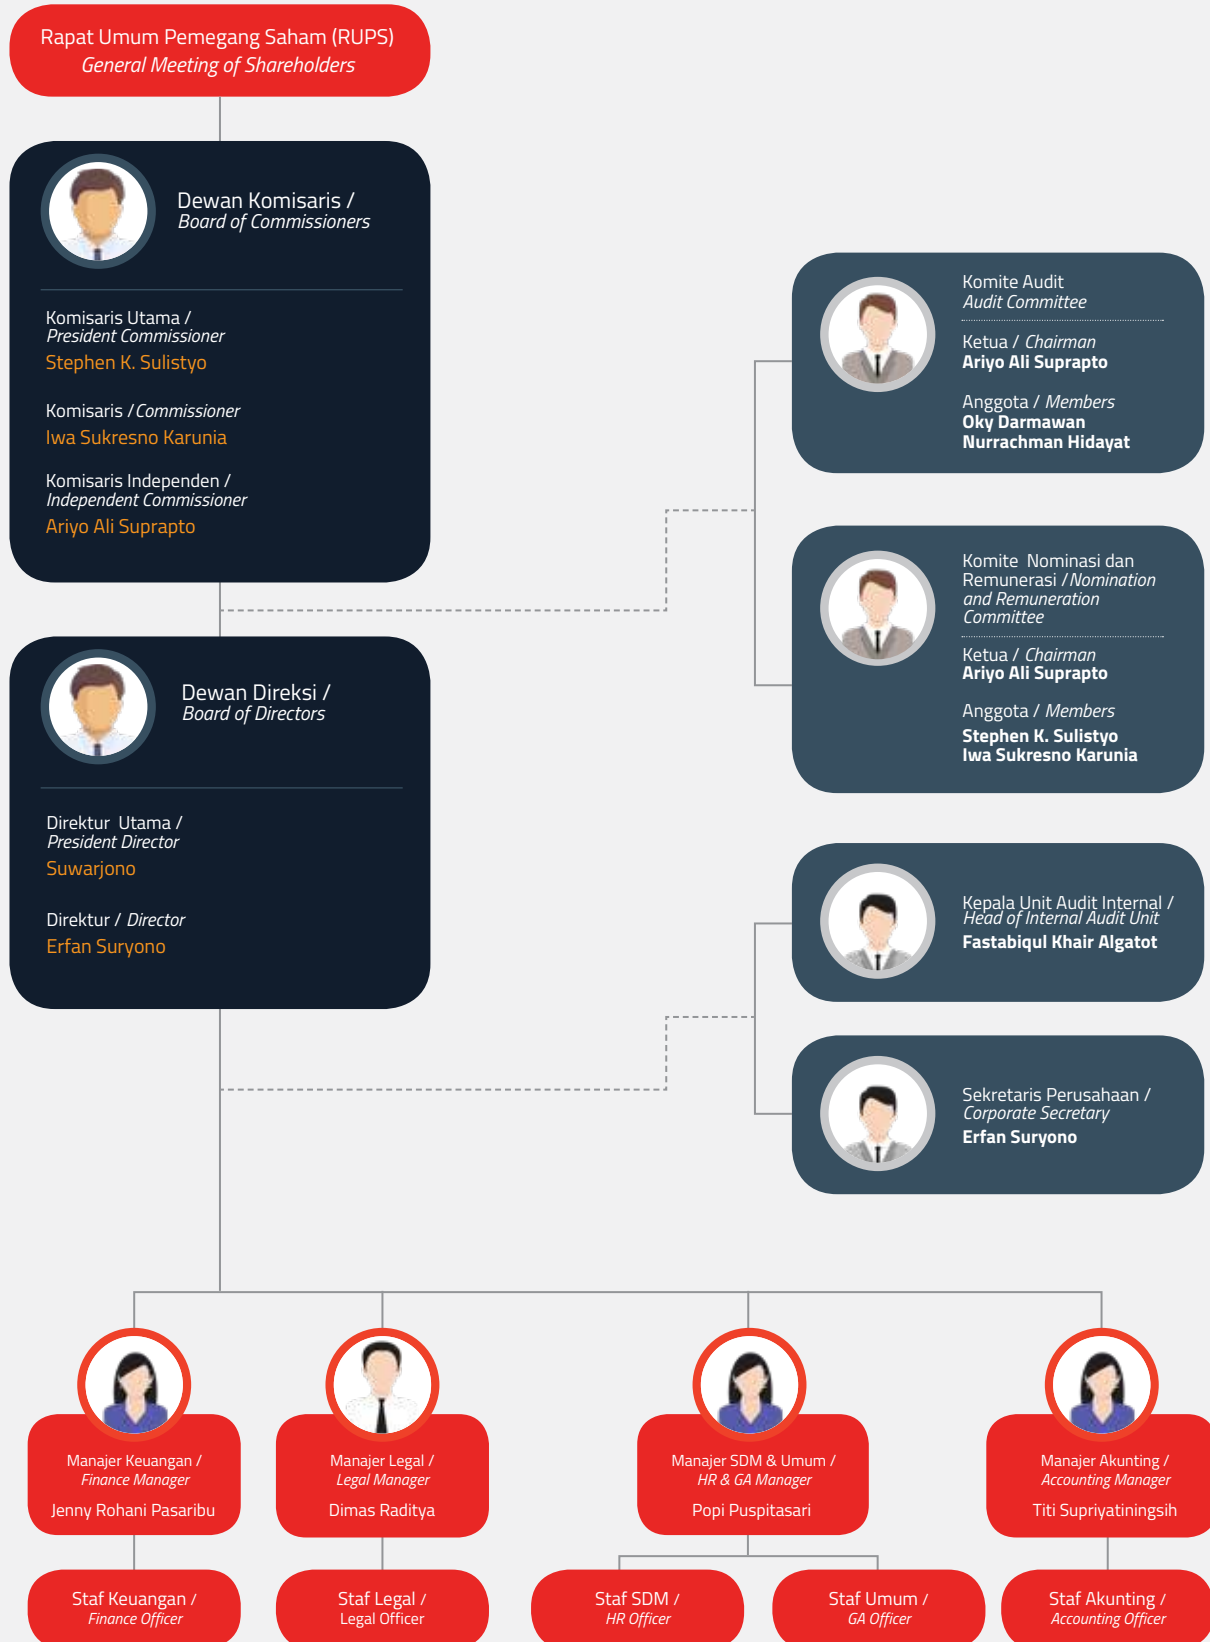 Rapat Umum Pemegang Saham (RUPS)
General Meeting of Shareholders
Dewan Komisaris /
Board of Commissioners
Komisaris Utama /
President Commissioner
Stephen K. Sulistyo
Komisaris /Commissioner
Iwa Sukresno Karunia
Komisaris Independen /
Independent Commissioner
Ariyo Ali Suprapto
Komite Audit
Audit Committee
Ketua / Chairman
Ariyo Ali Suprapto
Anggota / Members
Oky Darmawan
Nurrachman Hidayat
Komite Nominasi dan
Remunerasi / Nomination
and Remuneration
Committee
Ketua / Chairman
Ariyo Ali Suprapto
Anggota / Members
Stephen K. Sulistyo
Iwa Sukresno Karunia
Dewan Direksi /
Board of Directors
Direktur Utama /
President Director
Suwarjono
Direktur / Director
Erfan Suryono
Kepala Unit Audit Internal /
Head of Internal Audit Unit
Fastabiqul Khair Algatot
Sekretaris Perusahaan /
Corporate Secretary
Erfan Suryono
Manajer Keuangan /
Finance Manager
Jenny Rohani Pasaribu
Manajer Legal /
Legal Manager
Dimas Raditya
Manajer SDM & Umum /
HR & GA Manager
Popi Puspitasari
Manajer Akunting /
Accounting Manager
Titi Supriyatiningsih
Staf Keuangan /
Finance Officer
Staf Legal /
Legal Officer
Staf SDM /
HR Officer
Staf Umum /
GA Officer
Staf Akunting /
Accounting Officer